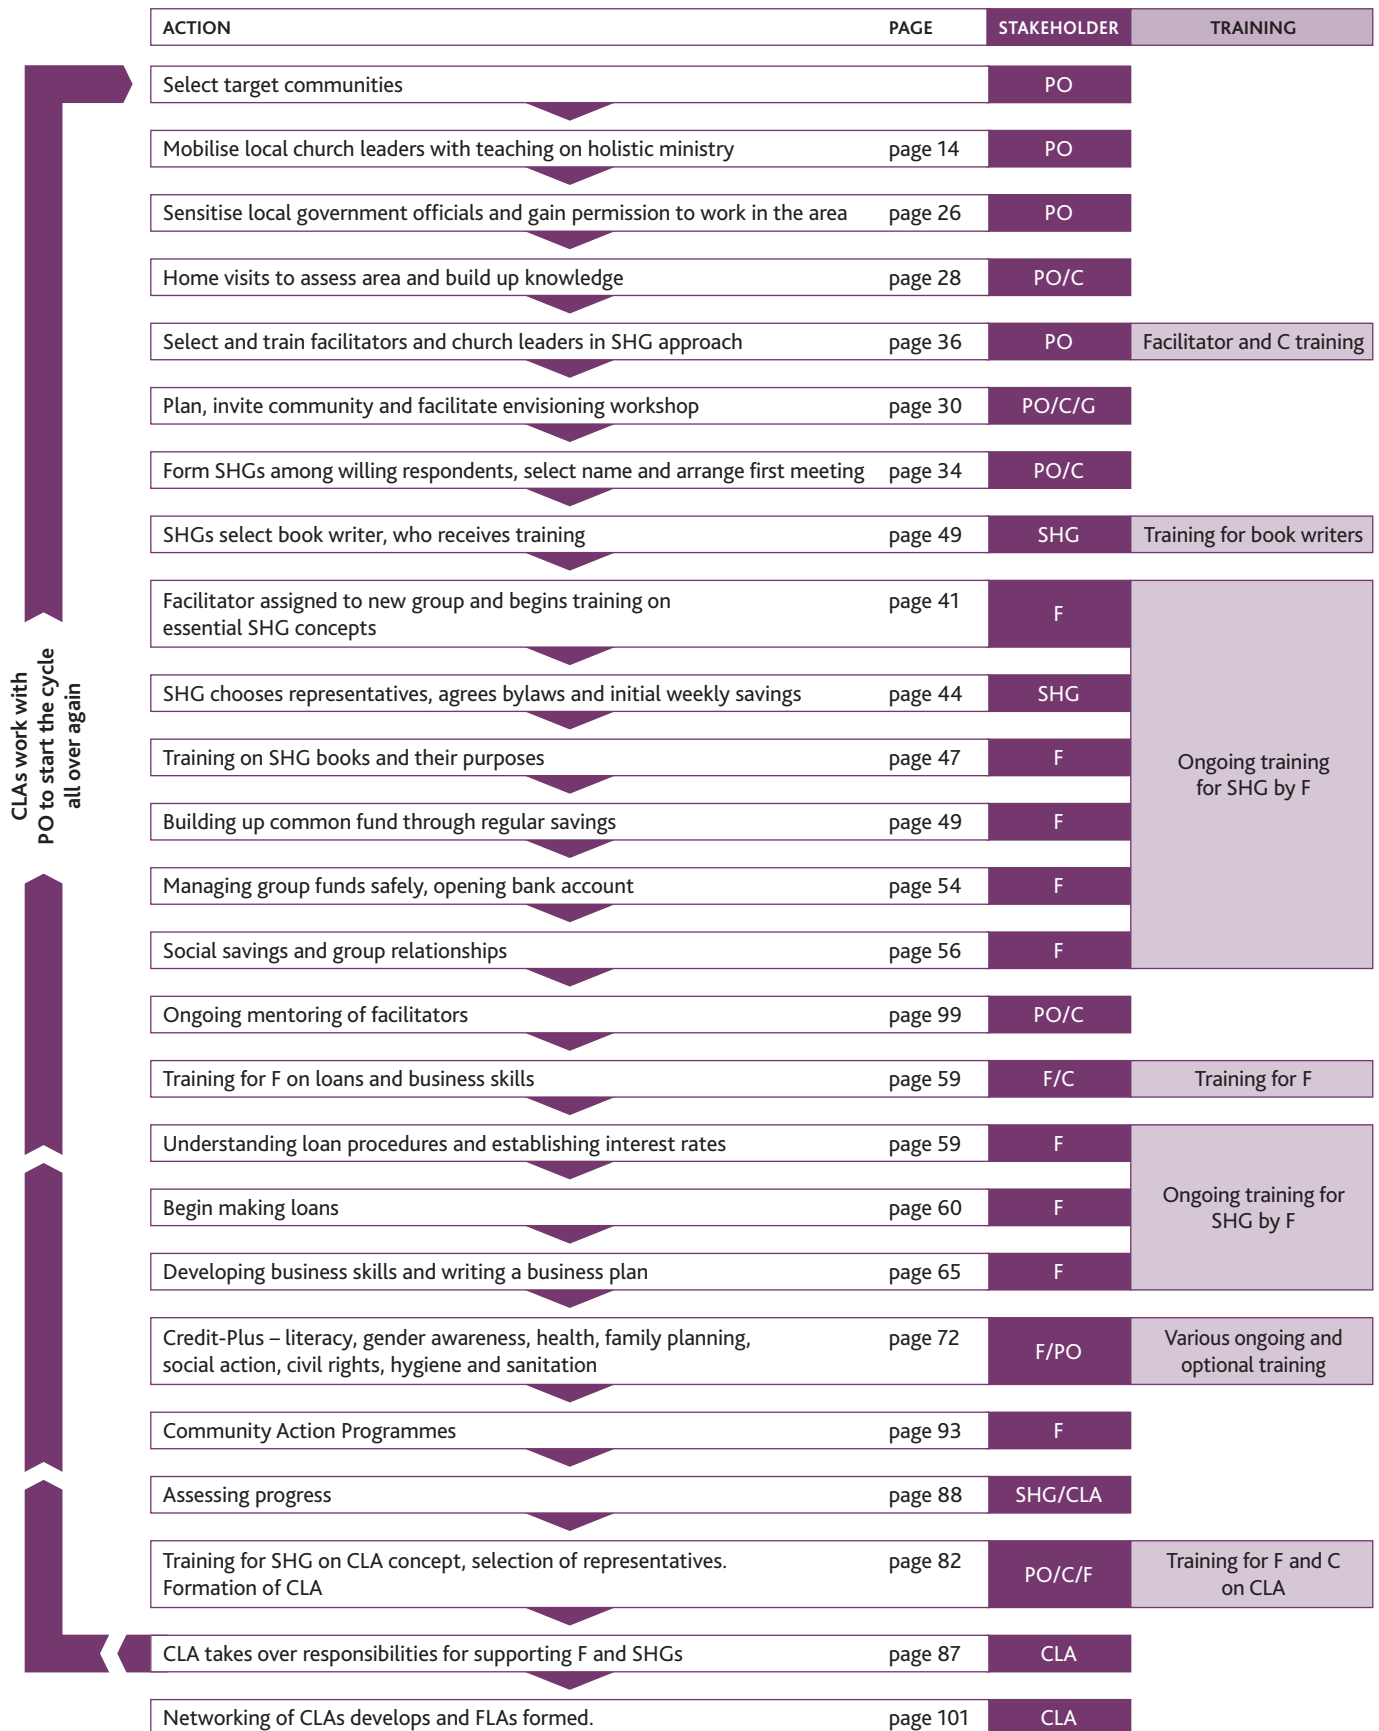 ACTION PAGE STAKEHOLDER TRAINING
Select target communities PO
Mobilise local church leaders with teaching on holistic ministry page 14 PO
Sensitise local government officials and gain permission to work in the area page 26 PO
Home visits to assess area and build up knowledge page 28 PO/C
Select and train facilitators and church leaders in SHG approach page 36 PO Facilitator and C training
Plan, invite community and facilitate envisioning workshop page 30 PO/C/G
Form SHGs among willing respondents, select name and arrange first meeting page 34 PO/C
SHGs select book writer, who receives training page 49 SHG Training for book writers
Facilitator assigned to new group and begins training on page 41 F
essential SHG concepts
SHG chooses representatives, agrees bylaws and initial weekly savings page 44 SHG
Training on SHG books and their purposes page 47 F
Ongoing training
for SHG by F
Building up common fund through regular savings page 49 F
Managing group funds safely, opening bank account page 54 F
Social savings and group relationships page 56 F
Ongoing mentoring of facilitators page 99 PO/C
Training for F on loans and business skills page 59 F/C Training for F
Understanding loan procedures and establishing interest rates page 59 F
Begin making loans page 60 F
Ongoing training for
SHG by F
Developing business skills and writing a business plan page 65 F
Credit-Plus – literacy, gender awareness, health, family planning, page 72 F/PO Various ongoing and
social action, civil rights, hygiene and sanitation optional training
Community Action Programmes page 93 F
Assessing progress page 88 SHG/CLA
Training for SHG on CLA concept, selection of representatives. page 82 PO/C/F Training for F and C
Formation of CLA on CLA
CLA takes over responsibilities for supporting F and SHGs page 87 CLA
Networking of CLAs develops and FLAs formed. page 101 CLA
CLAs work with
PO to start the cycle
all over again